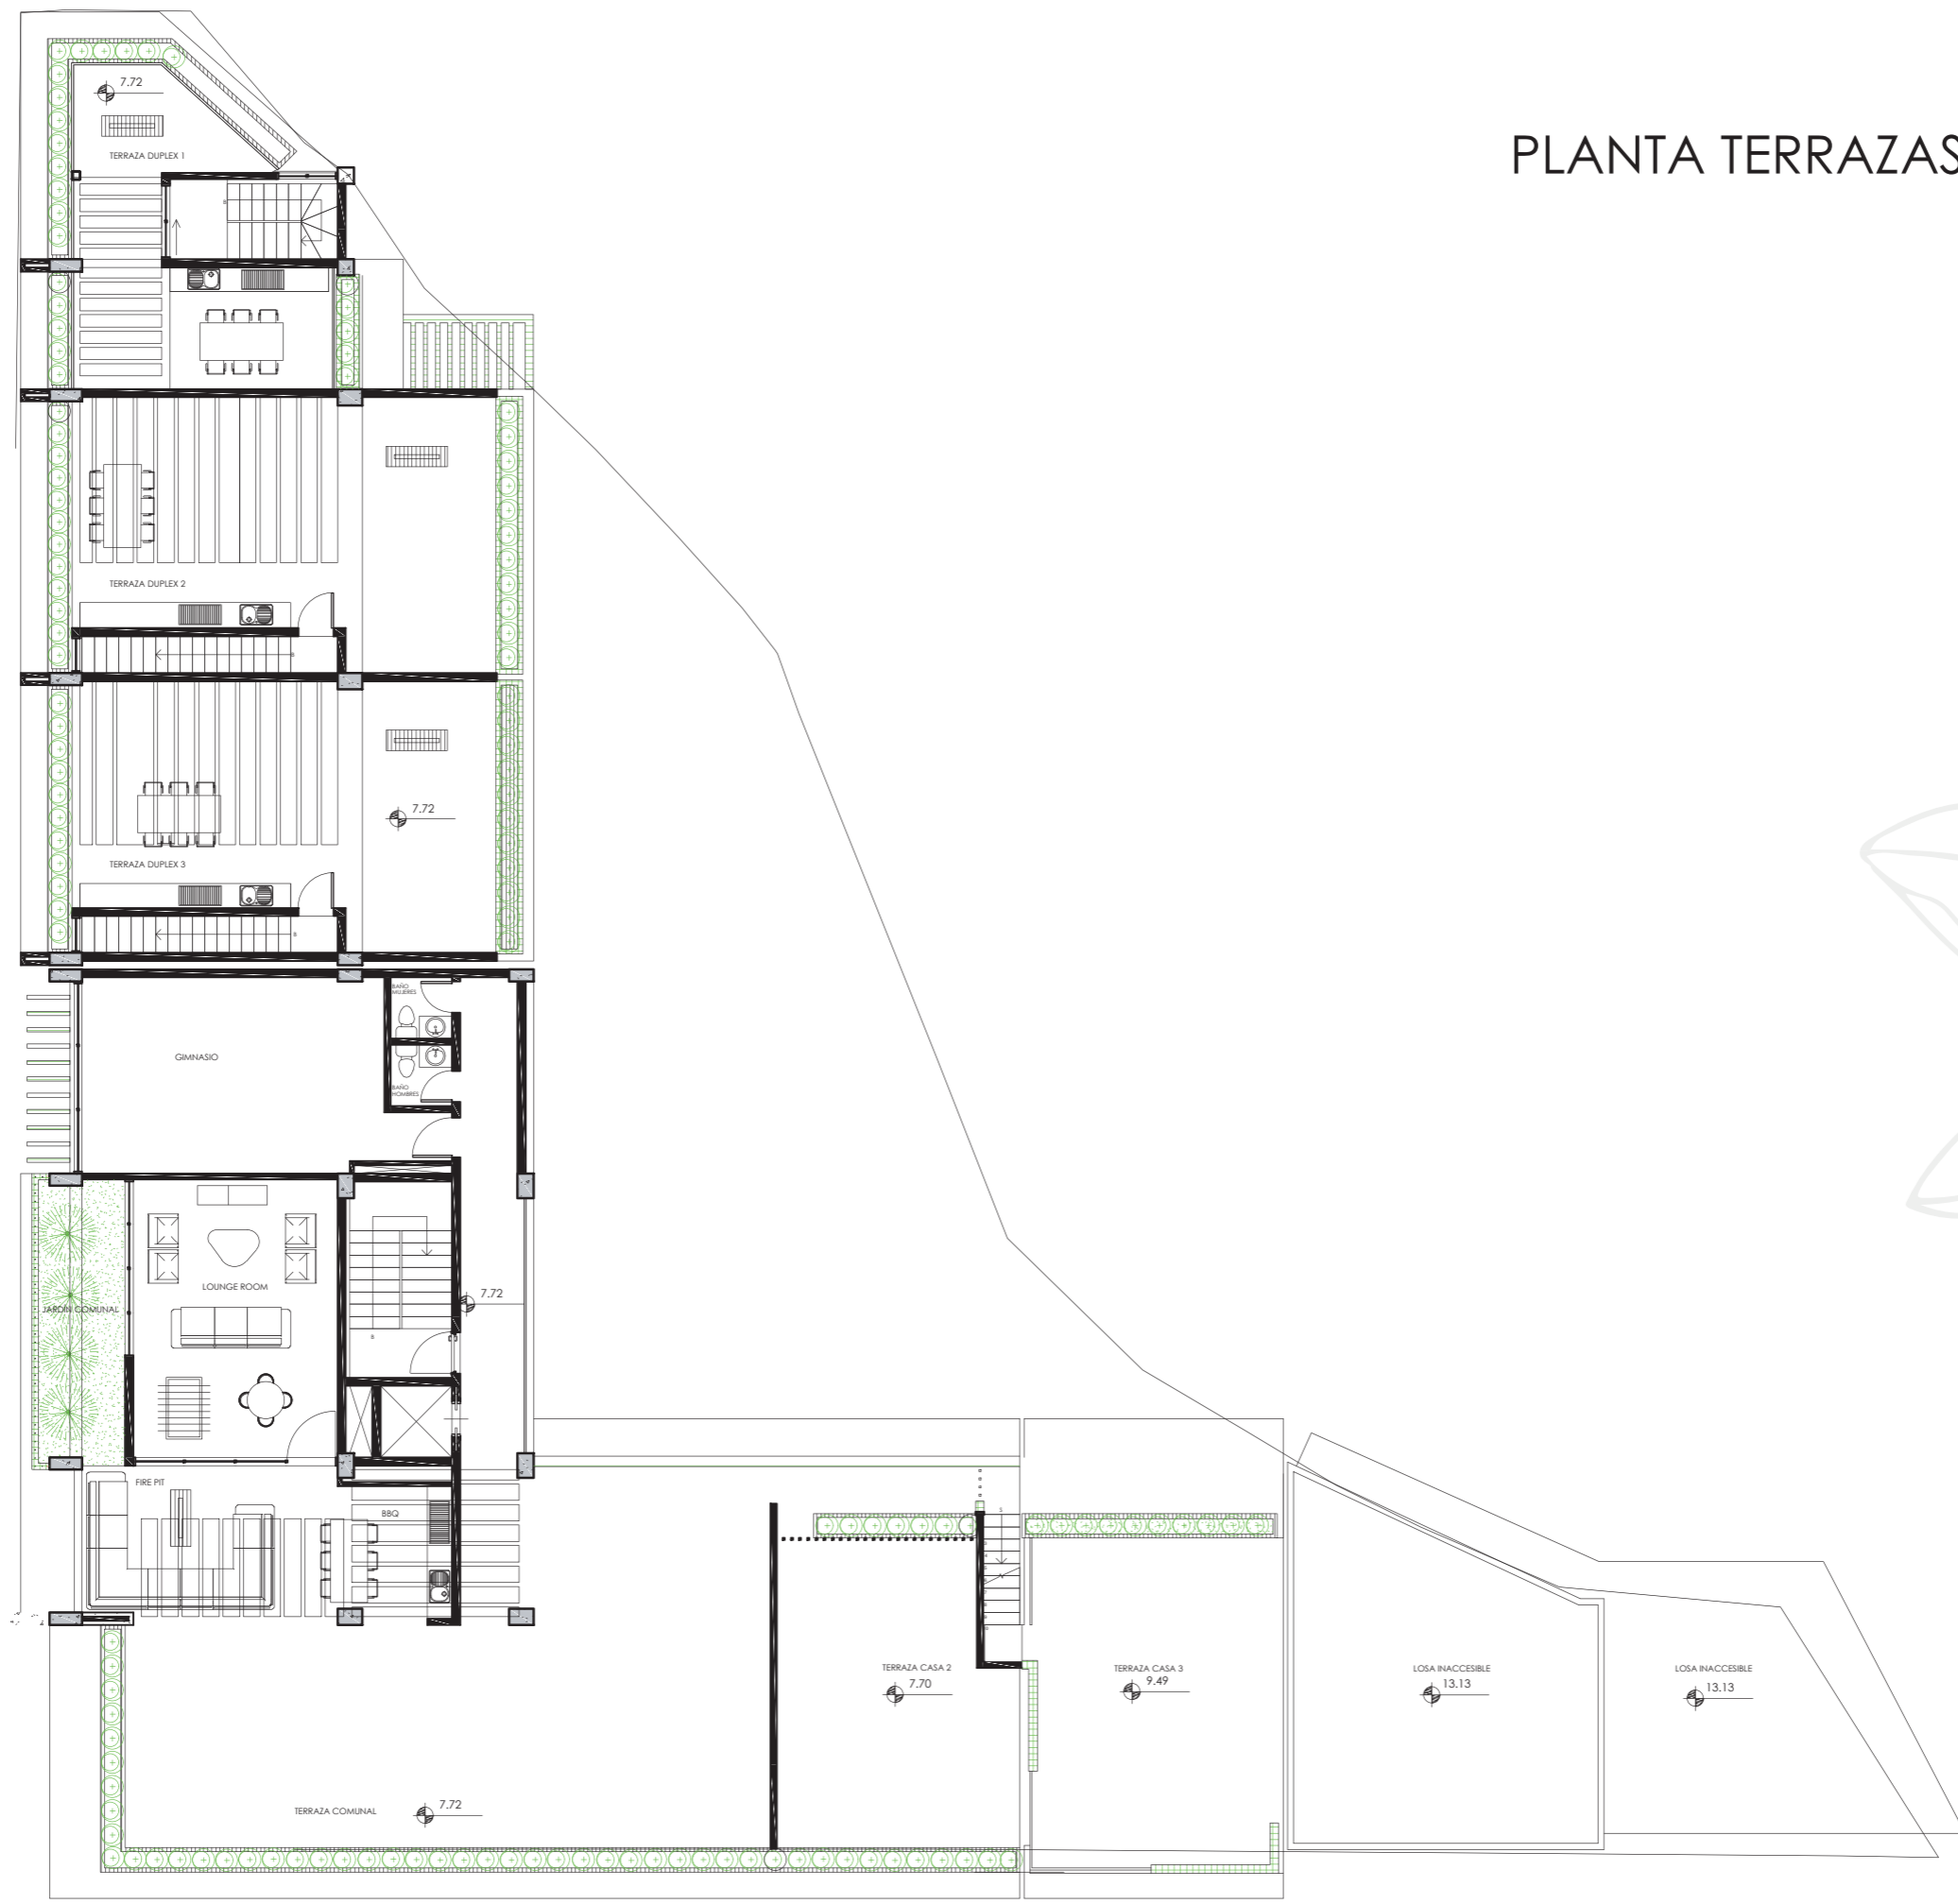 PLANTA TERRAZAS
7.72
TERRAZA DUPLEX 1
B
TERRAZA DUPLEX 2
B
7.72
TERRAZA DUPLEX 3
B
BAÑO
MUJERES
GIMNASIO
BAÑO
HOMBRES
LOUNGE ROOM
7.72
JARDÍN COMUNAL
B
FIRE PIT
BBQ
S
TERRAZA CASA 2
7.70
TERRAZA CASA 3
9.49
LOSA INACCESIBLE
13.13
LOSA INACCESIBLE
13.13
TERRAZA COMUNAL
7.72